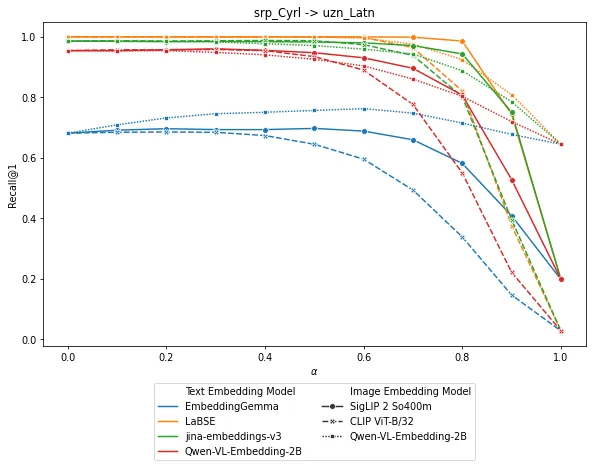 srp_Cyrl -> uzn_Latn
Recall@1
1.0
0.8
0.6
0.4
0.2
0.0
0.0 0.2 0.4 0.6 0.8 1.0
α
Text Embedding Model
EmbeddingGemma
LaBSE
jina-embeddings-v3
Qwen-VL-Embedding-2B
Image Embedding Model
SigLIP 2 So400m
CLIP ViT-B/32
Qwen-VL-Embedding-2B